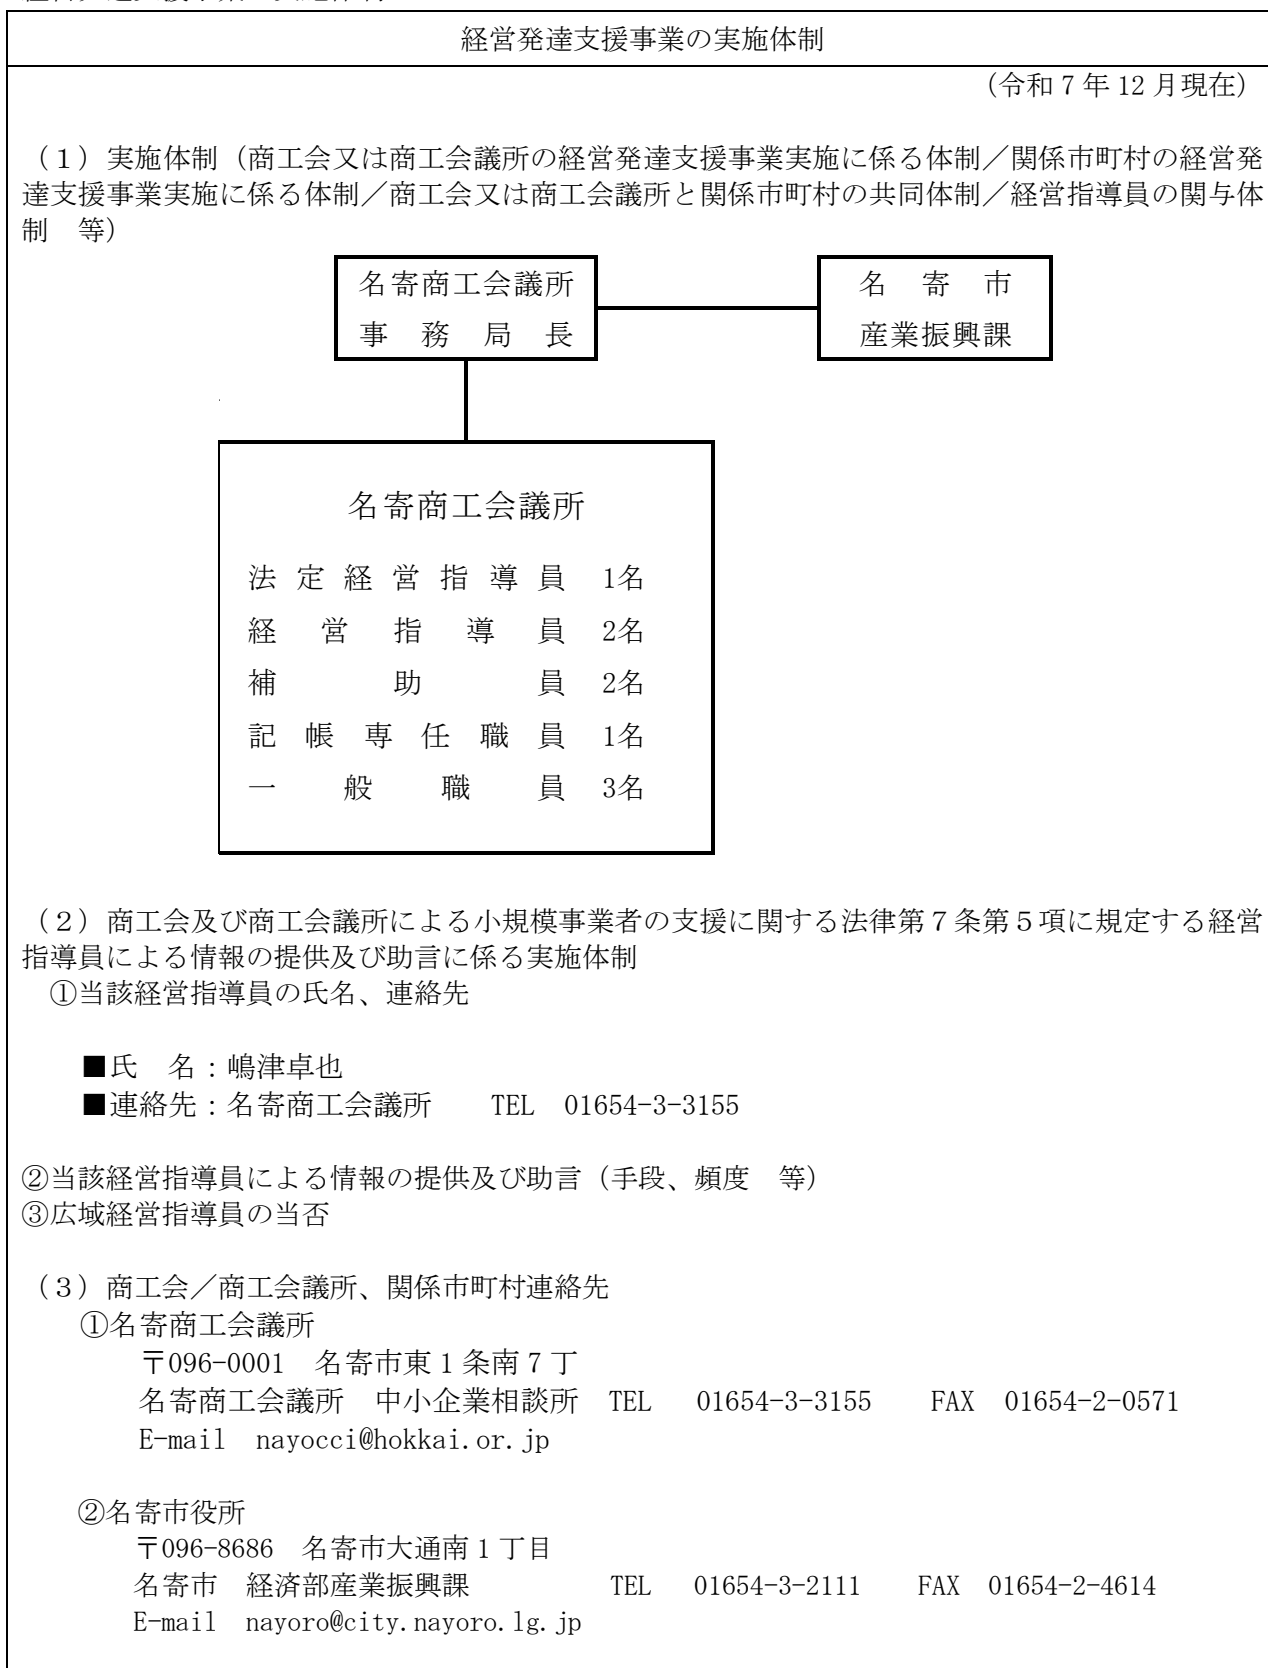 経営発達支援事業の実施体制
（令和７年 12 月現在）
（１）実施体制（商工会又は商工会議所の経営発達支援事業実施に係る体制／関係市町村の経営発
達支援事業実施に係る体制／商工会又は商工会議所と関係市町村の共同体制／経営指導員の関与体
制　等）
名寄商工会議所
事　務　局　長
名　寄　市
産業振興課
名寄商工会議所
法定経営指導員　1名
経営指導員　2名
補助員　2名
記帳専任職員　1名
一般職員　3名
（２）商工会及び商工会議所による小規模事業者の支援に関する法律第７条第５項に規定する経営
指導員による情報の提供及び助言に係る実施体制
①当該経営指導員の氏名、連絡先
■氏　名：嶋津卓也
■連絡先：名寄商工会議所　　TEL　01654-3-3155
②当該経営指導員による情報の提供及び助言（手段、頻度　等）
③広域経営指導員の当否
（３）商工会／商工会議所、関係市町村連絡先
①名寄商工会議所
〒096-0001　名寄市東１条南７丁
名寄商工会議所　中小企業相談所　TEL　01654-3-3155　　FAX　01654-2-0571
E-mail　nayocci@hokkai.or.jp
②名寄市役所
〒096-8686　名寄市大通南１丁目
名寄市　経済部産業振興課　　TEL　01654-3-2111　　FAX　01654-2-4614
E-mail　nayoro@city.nayoro.lg.jp